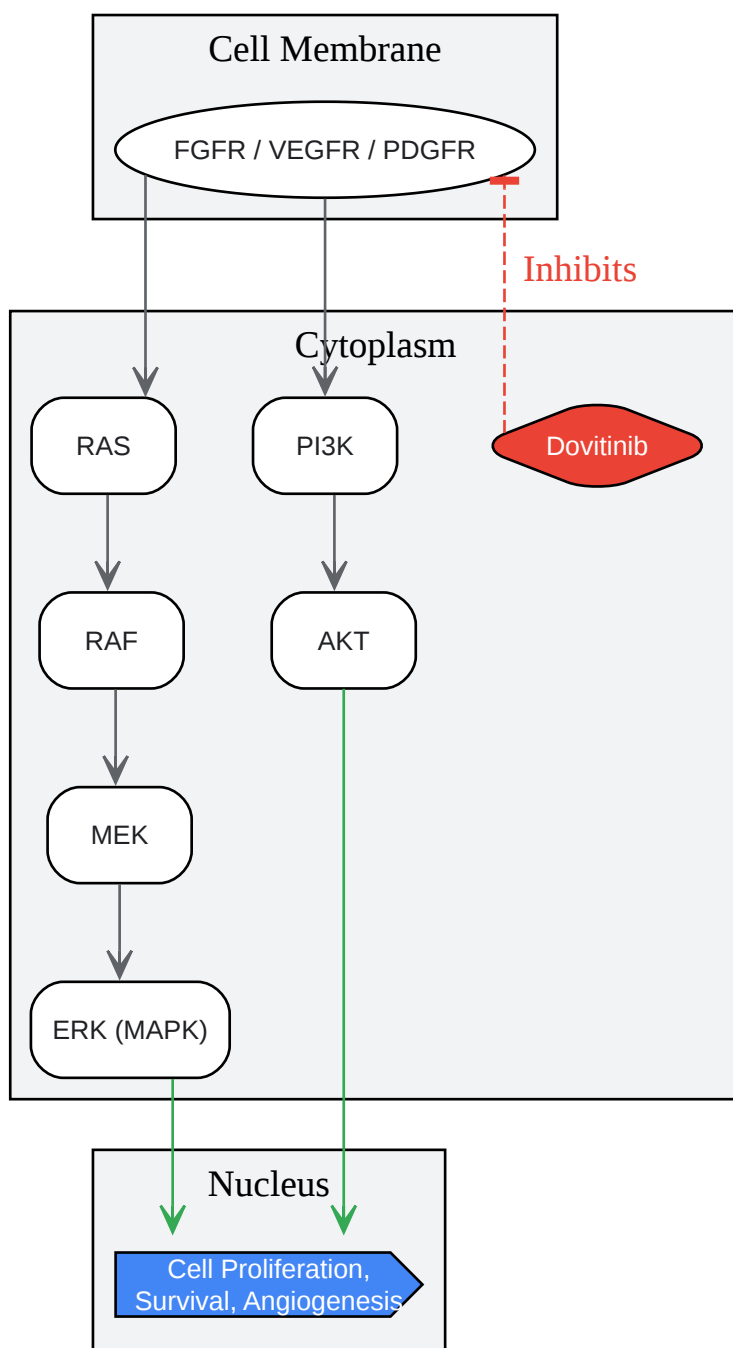 Cell Membrane
FGFR / VEGFR / PDGFR
Inhibits
Cytoplasm
RAS
PI3K
Dovitinib
RAF
AKT
MEK
ERK (MAPK)
Nucleus
Cell Proliferation,
Survival, Angiogenesis